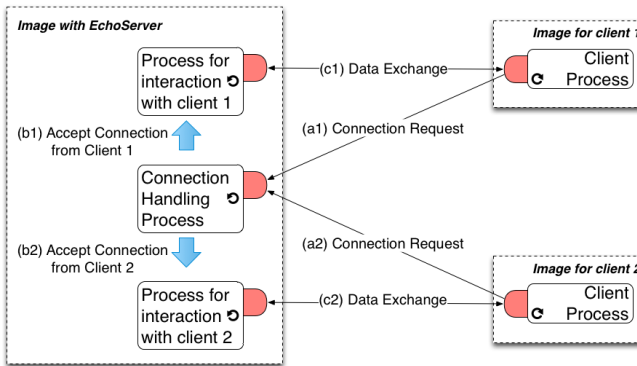 Image with EchoServer
Process for
interaction
with client 1
(b1) Accept Connection
from Client 1
Connection
Handling
Process
(b2) Accept Connection
from Client 2
Process for
interaction
with client 2
(c1) Data Exchange
(a1) Connection Request
(a2) Connection Request
(c2) Data Exchange
Image for client 1
Client
Process
Image for client 2
Client
Process